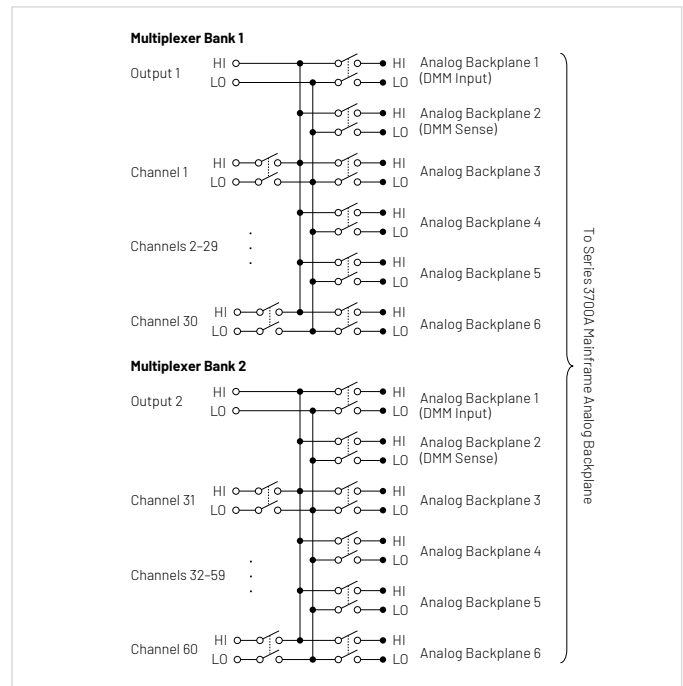 Multiplexer Bank 1
Output 1
HI
LO
HI
LO
Analog Backplane 1
(DMM Input)
HI
LO
Analog Backplane 2
(DMM Sense)
Channel 1
HI
LO
HI
LO
Analog Backplane 3
HI
LO
Analog Backplane 4
Channels 2–29
HI
LO
Analog Backplane 5
Channel 30
HI
LO
HI
LO
Analog Backplane 6
Multiplexer Bank 2
Output 2
HI
LO
HI
LO
Analog Backplane 1
(DMM Input)
HI
LO
Analog Backplane 2
(DMM Sense)
Channel 31
HI
LO
HI
LO
Analog Backplane 3
HI
LO
Analog Backplane 4
Channels 32–59
HI
LO
Analog Backplane 5
Channel 60
HI
LO
HI
LO
Analog Backplane 6
To Series 3700A Mainframe Analog Backplane